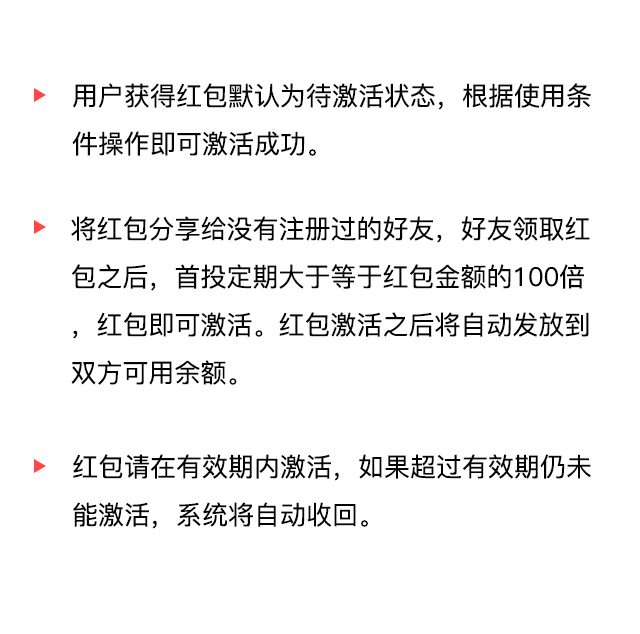 用户获得红包默认为待激活状态，根据使用条
件操作即可激活成功。
将红包分享给没有注册过的好友，好友领取红
包之后，首投定期大于等于红包金额的100倍
，红包即可激活。红包激活之后将自动发放到
双方可用余额。
红包请在有效期内激活，如果超过有效期仍未
能激活，系统将自动收回。